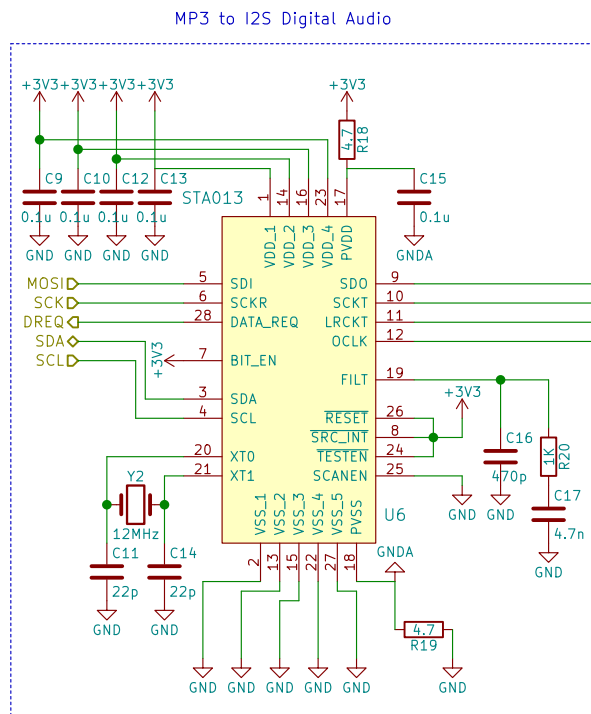 MP3 to I2S Digital Audio
+3V3 +3V3 +3V3 +3V3 +3V3
4.7 R18
C9 C10 C12 C13 STA013 C15
0.1u 0.1u 0.1u 0.1u 0.1u
1 14 16 23 17
GND GND GND GND GNDA
VDD_1 VDD_2 VDD_3 VDD_4 PVDD
MOSI 5 SDI SDO 9
SCK 6 SCKR SCKT 10
DREQ 28 DATA_REQ LRCKT 11
SDA OCLK 12
SCL +3V3 7 BIT_EN
FILT 19
3 SDA +3V3
4 SCL RESET 26
SRC_INT 8 C16
20 XT0 TESTEN 24 1K R20
21 XT1 SCANEN 25 470p
Y2 C17
12MHz GND GND
VSS_1 VSS_2 VSS_3 VSS_4 VSS_5 PVSS U6
4.7n
C11 C14 2 13 15 22 27 18 GNDA
22p 22p GND
GND GND
4.7
R19
GND GND GND GND GND GND